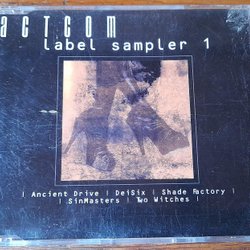 actcom
label sampler 1
| Ancient Drive | DeiSix | Shade Factory |
| SinMasters | Two Witches |